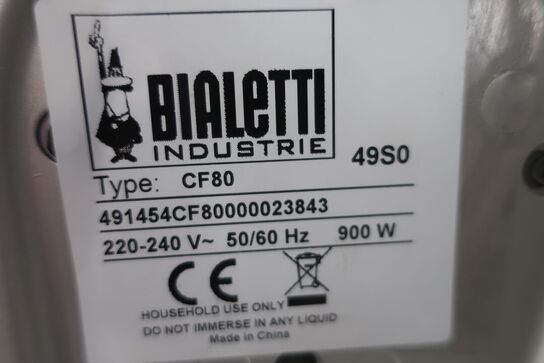 BIALETTI
INDUSTRIE
49S0
Type: CF80
491454CF80000023843
220-240 V~ 50/60 Hz 900 W
CE
HOUSEHOLD USE ONLY
DO NOT IMMERSE IN ANY LIQUID
Made in China